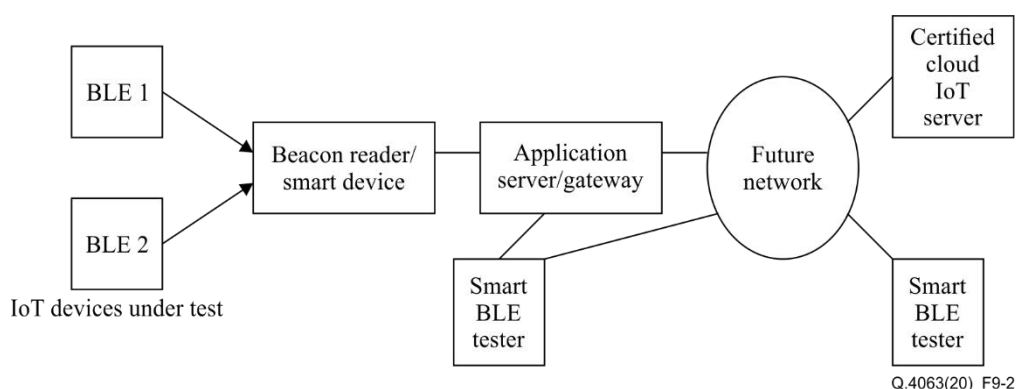 BLE 1
BLE 2
IoT devices under test
Beacon reader/
smart device
Application
server/gateway
Smart
BLE
tester
Future
network
Certified
cloud
IoT
server
Smart
BLE
tester
Q.4063(20)_F9-2